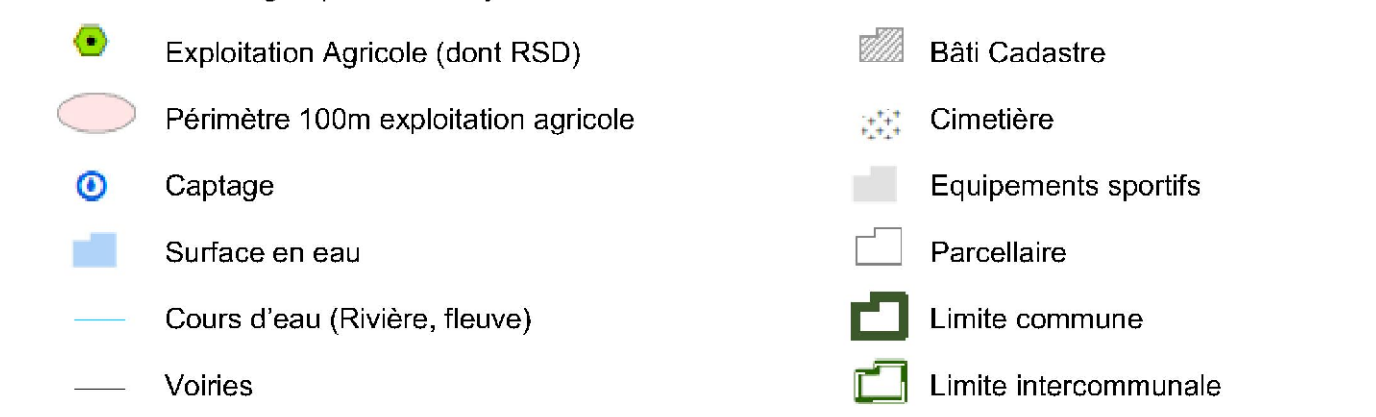 Exploitation Agricole (dont RSD)
Périmètre 100m exploitation agricole
Captage
Surface en eau
Cours d'eau (Rivière, fleuve)
Voiries
Bâti Cadastre
Cimetière
Equipements sportifs
Parcellaire
Limite commune
Limite intercommunale